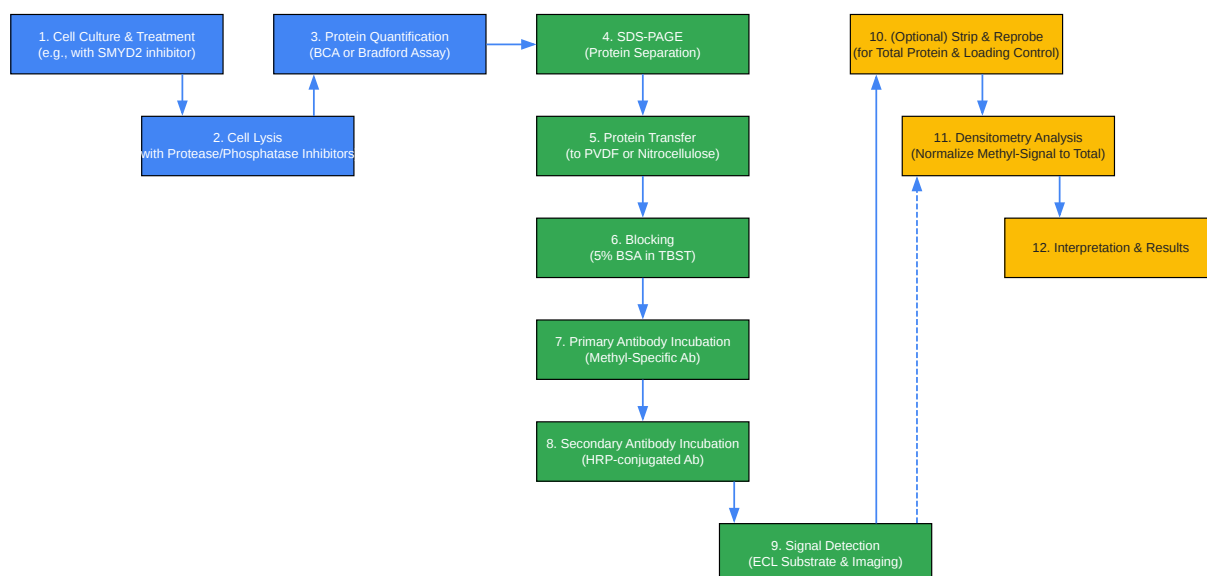 1. Cell Culture & Treatment
(e.g., with SMYD2 inhibitor)
2. Cell Lysis
with Protease/Phosphatase Inhibitors
3. Protein Quantification
(BCA or Bradford Assay)
4. SDS-PAGE
(Protein Separation)
5. Protein Transfer
(to PVDF or Nitrocellulose)
6. Blocking
(5% BSA in TBST)
7. Primary Antibody Incubation
(Methyl-Specific Ab)
8. Secondary Antibody Incubation
(HRP-conjugated Ab)
9. Signal Detection
(ECL Substrate & Imaging)
10. (Optional) Strip & Reprobe
(for Total Protein & Loading Control)
11. Densitometry Analysis
(Normalize Methyl-Signal to Total)
12. Interpretation & Results